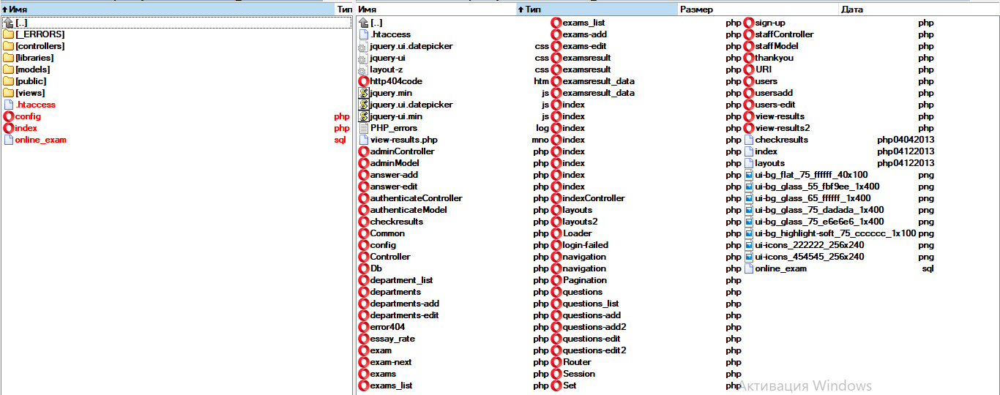 Имя Тип
[..]
[_ERRORS]
[controllers]
[libraries]
[models]
[public]
[views]
.htaccess
config php
index php
online_exam sql
Имя Тип Размер Дата
[..]
.htaccess
jquery.ui.datepicker css
jquery-ui css
layout-z css
http404code htm
jquery.min js
jquery.ui.datepicker js
jquery-ui.min js
PHP_errors log
view-results.php mno
adminController php
adminModel php
answer-add php
answer-edit php
authenticateController php
authenticateModel php
checkresults php
Common php
config php
Controller php
Db php
department_list php
departments php
departments-add php
departments-edit php
error404 php
essay_rate php
exam php
exam-next php
exams php
exams_list php
exams_list php
exams-add php
exams-edit php
examsresult php
examsresult php
examsresult_data php
examsresult_data php
index php
index php
index php
index php
index php
index php
index php
index php
indexController php
layouts php
layouts2 php
Loader php
login-failed php
navigation php
navigation php
Pagination php
questions php
questions_list php
questions-add php
questions-add2 php
questions-edit php
questions-edit2 php
Router php
Session php
Set php
sign-up php
staffController php
staffModel php
thankyou php
URI php
users php
usersadd php
users-edit php
view-results php
view-results2 php
checkresults php04042013
index php04122013
layouts php04122013
ui-bg_flat_75_ffffff_40x100 png
ui-bg_glass_55_fbf9ee_1x400 png
ui-bg_glass_65_ffffff_1x400 png
ui-bg_glass_75_dadada_1x400 png
ui-bg_glass_75_e6e6e6_1x400 png
ui-bg_highlight-soft_75_cccccc_1x100 png
ui-icons_222222_256x240 png
ui-icons_454545_256x240 png
online_exam sql
Активация Windows